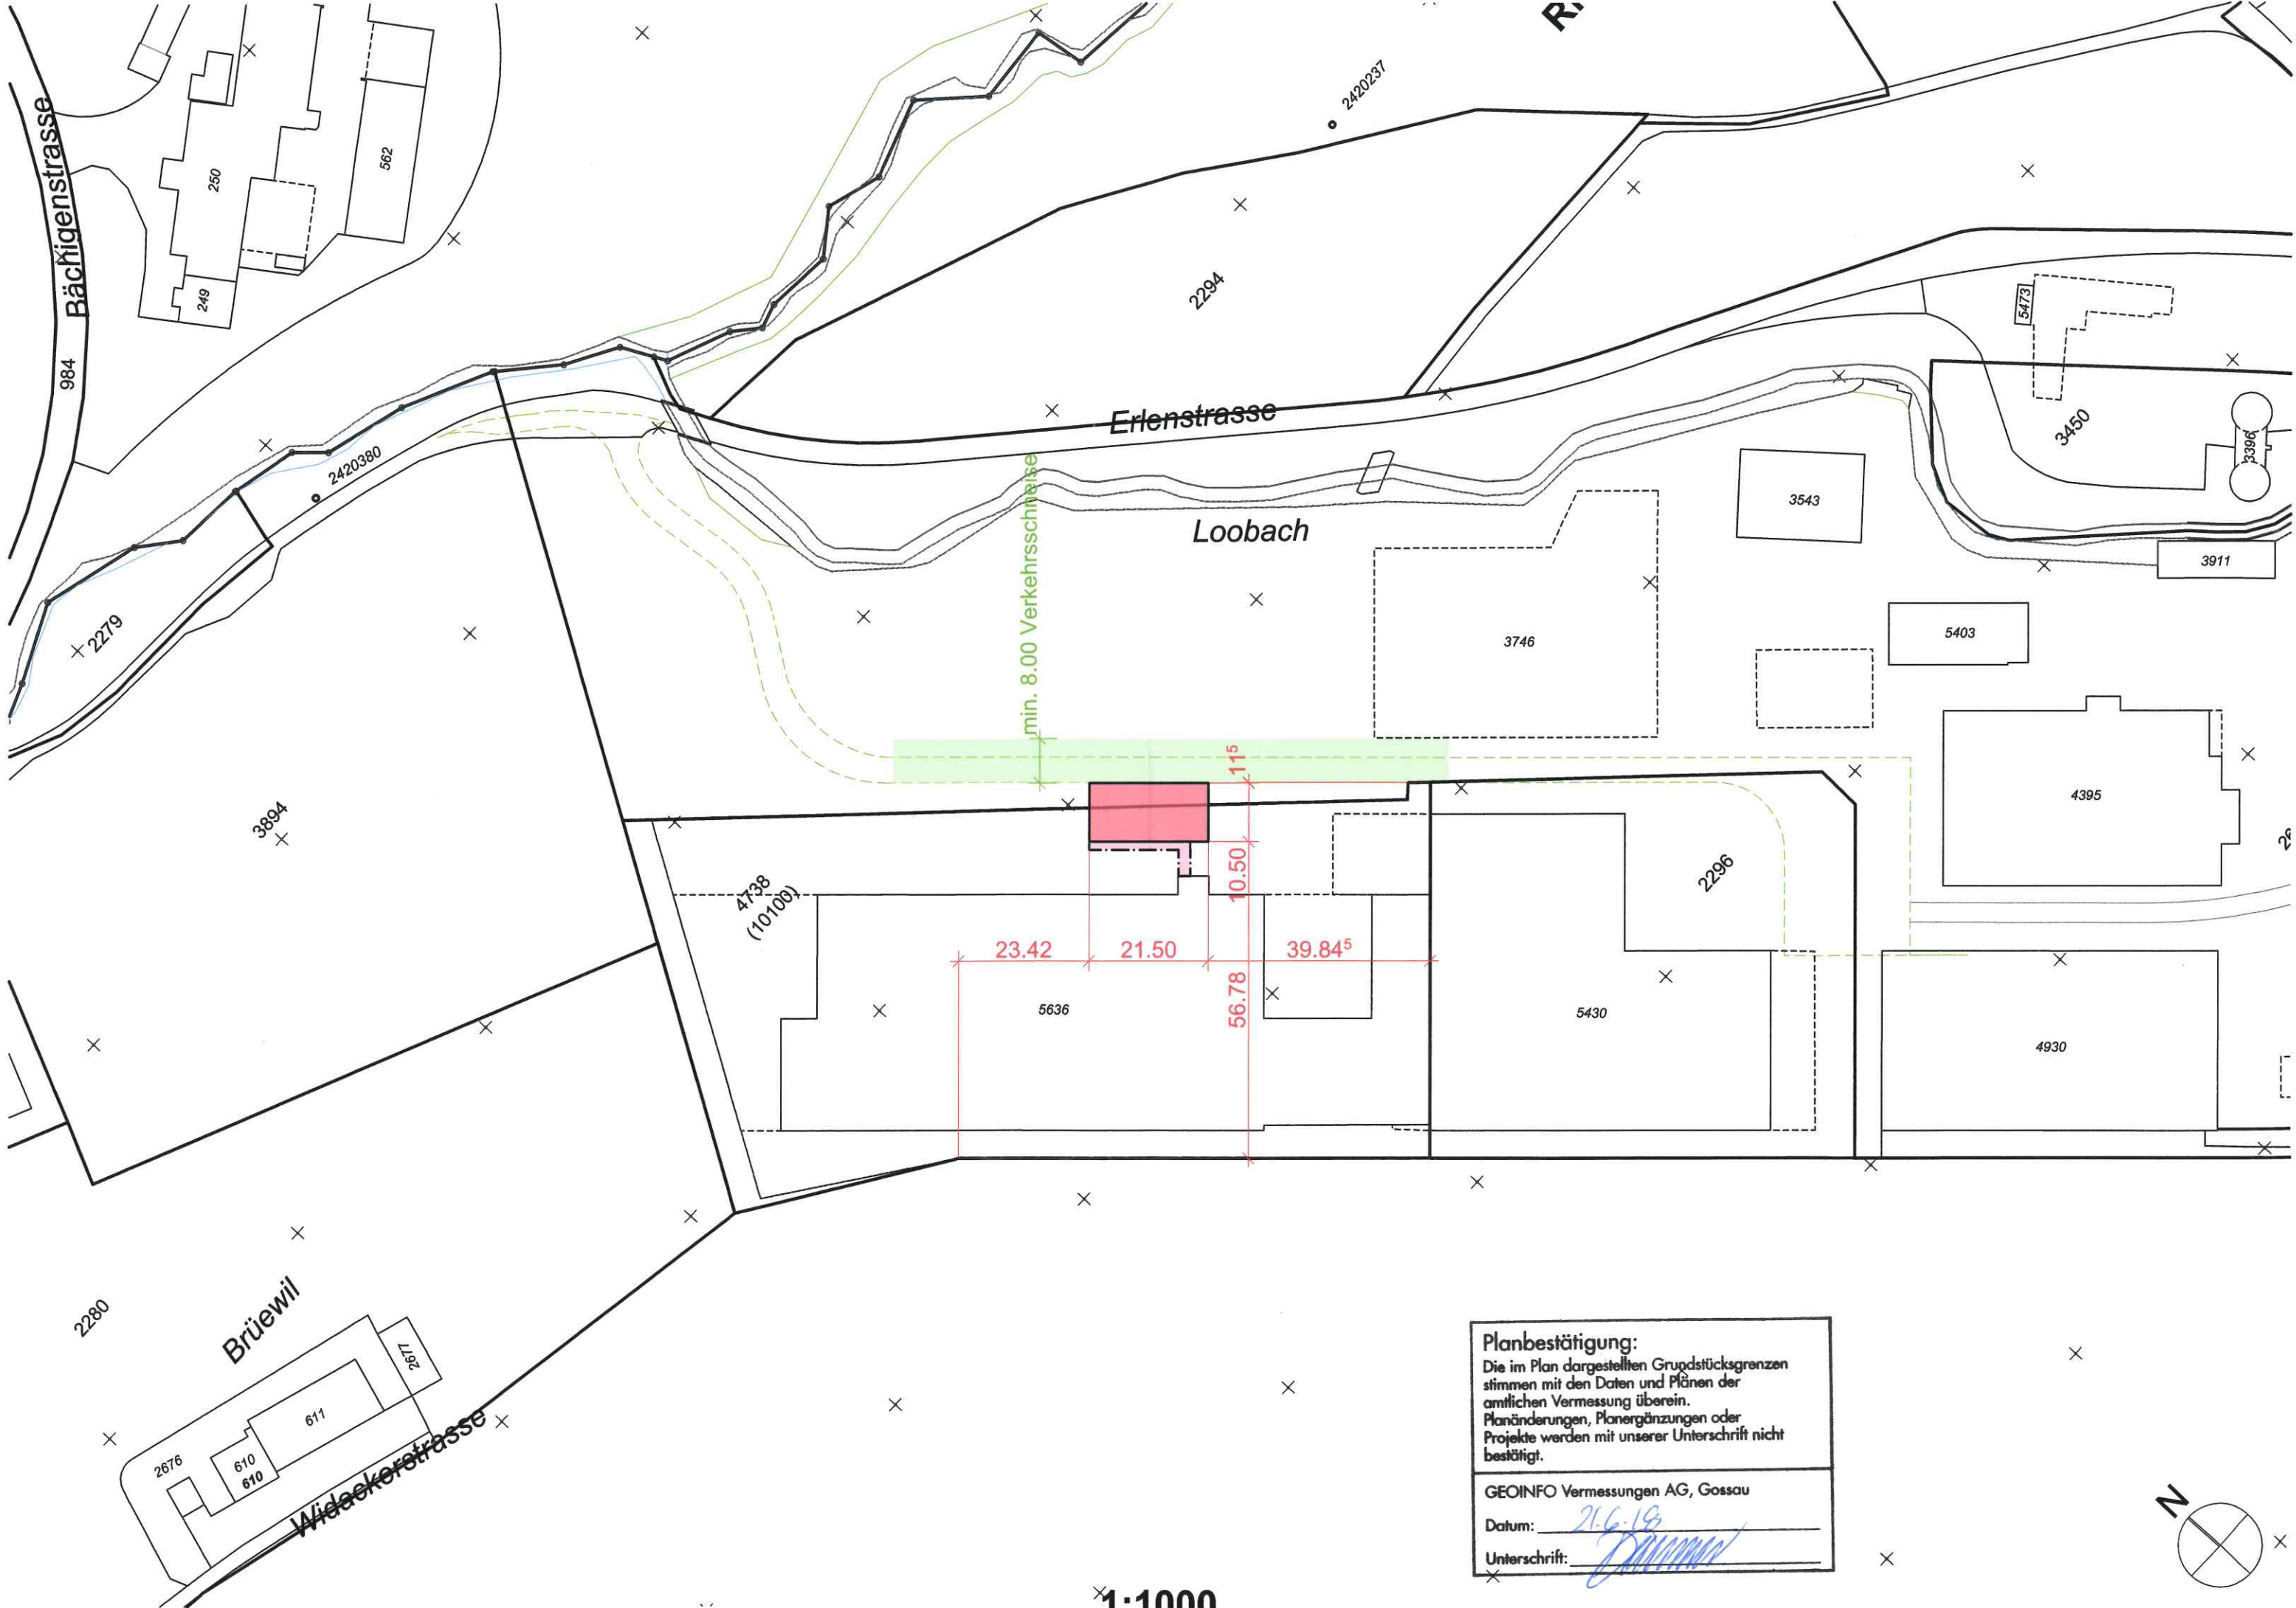 Bächigenstrasse
984
250
249
562
2420237
2294
2420380
2279
Erlenstrasse
Loobach
5473
3450
3396
3543
3911
3746
5403
min. 8.00 Verkehrsschneise
11⁵
10.50
56.78
23.42
21.50
39.84⁵
3894
4738
(10100)
5636
2296
5430
4395
4930
2280
Brüewil
2677
611
610
610
2676
Widackerstrasse
Planbestätigung:
Die im Plan dargestellten Grundstücksgrenzen
stimmen mit den Daten und Plänen der
amtlichen Vermessung überein.
Planänderungen, Planergänzungen oder
Projekte werden mit unserer Unterschrift nicht
bestätigt.
GEOINFO Vermessungen AG, Gossau
Datum: 21.6.18
Unterschrift:
N
1:1000